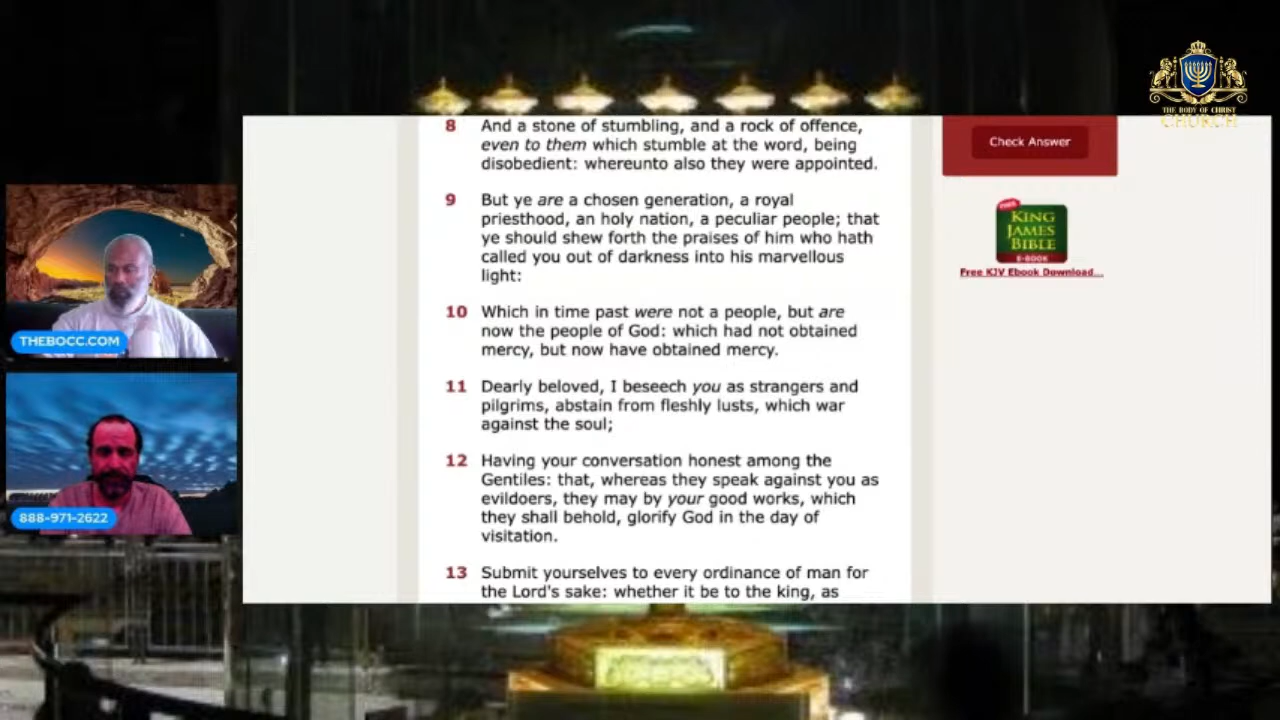 THE BODY OF CHRIST
CHURCH
8 And a stone of stumbling, and a rock of offence,
even to them which stumble at the word, being
disobedient: whereunto also they were appointed.
9 But ye are a chosen generation, a royal
priesthood, an holy nation, a peculiar people; that
ye should shew forth the praises of him who hath
called you out of darkness into his marvellous
light:
10 Which in time past were not a people, but are
now the people of God: which had not obtained
mercy, but now have obtained mercy.
11 Dearly beloved, I beseech you as strangers and
pilgrims, abstain from fleshly lusts, which war
against the soul;
12 Having your conversation honest among the
Gentiles: that, whereas they speak against you as
evildoers, they may by your good works, which
they shall behold, glorify God in the day of
visitation.
13 Submit yourselves to every ordinance of man for
the Lord's sake: whether it be to the king, as
Check Answer
FREE
KING
JAMES
BIBLE
E-BOOK
Free KJV Ebook Download...
THEBOCC.COM
888-971-2622